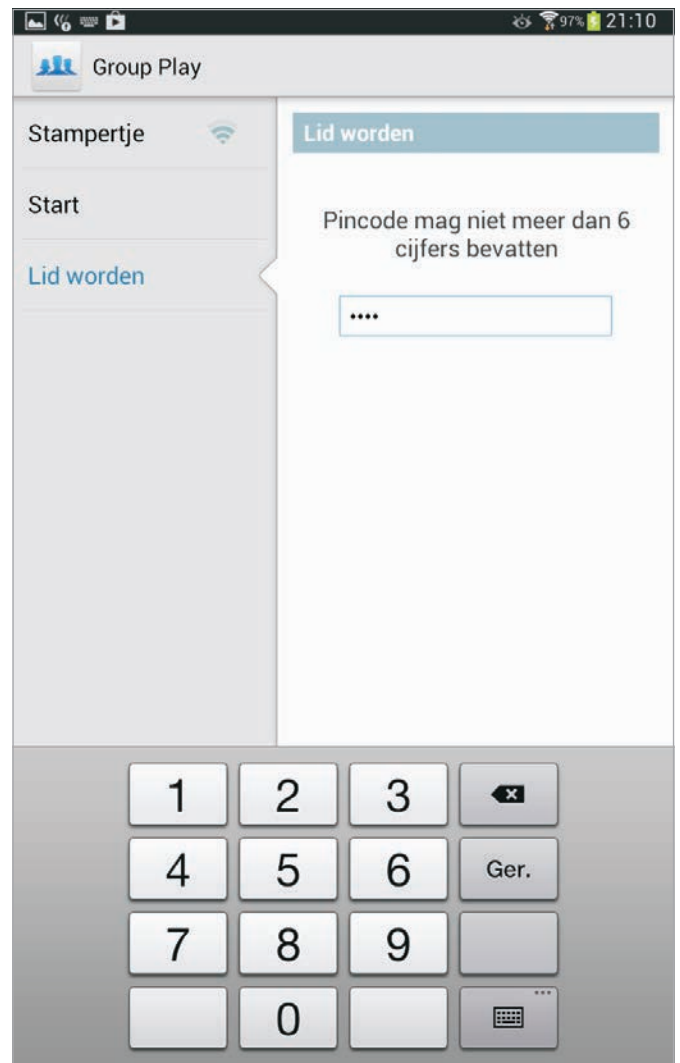 97% 21:10
Group Play
Stampertje
Start
Lid worden
Lid worden
Pincode mag niet meer dan 6
cijfers bevatten
••••
1 2 3
4 5 6 Ger.
7 8 9
0